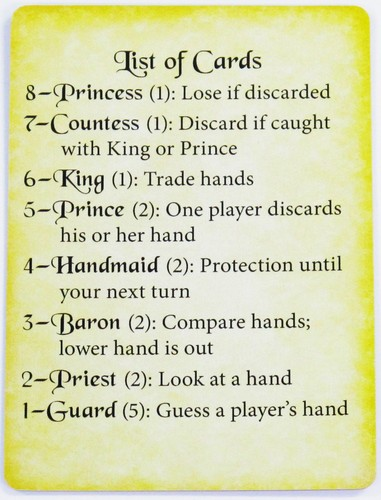 List of Cards
8–Princess (1): Lose if discarded
7–Countess (1): Discard if caught
with King or Prince
6–King (1): Trade hands
5–Prince (2): One player discards
his or her hand
4–Handmaid (2): Protection until
your next turn
3–Baron (2): Compare hands;
lower hand is out
2–Priest (2): Look at a hand
1–Guard (5): Guess a player's hand